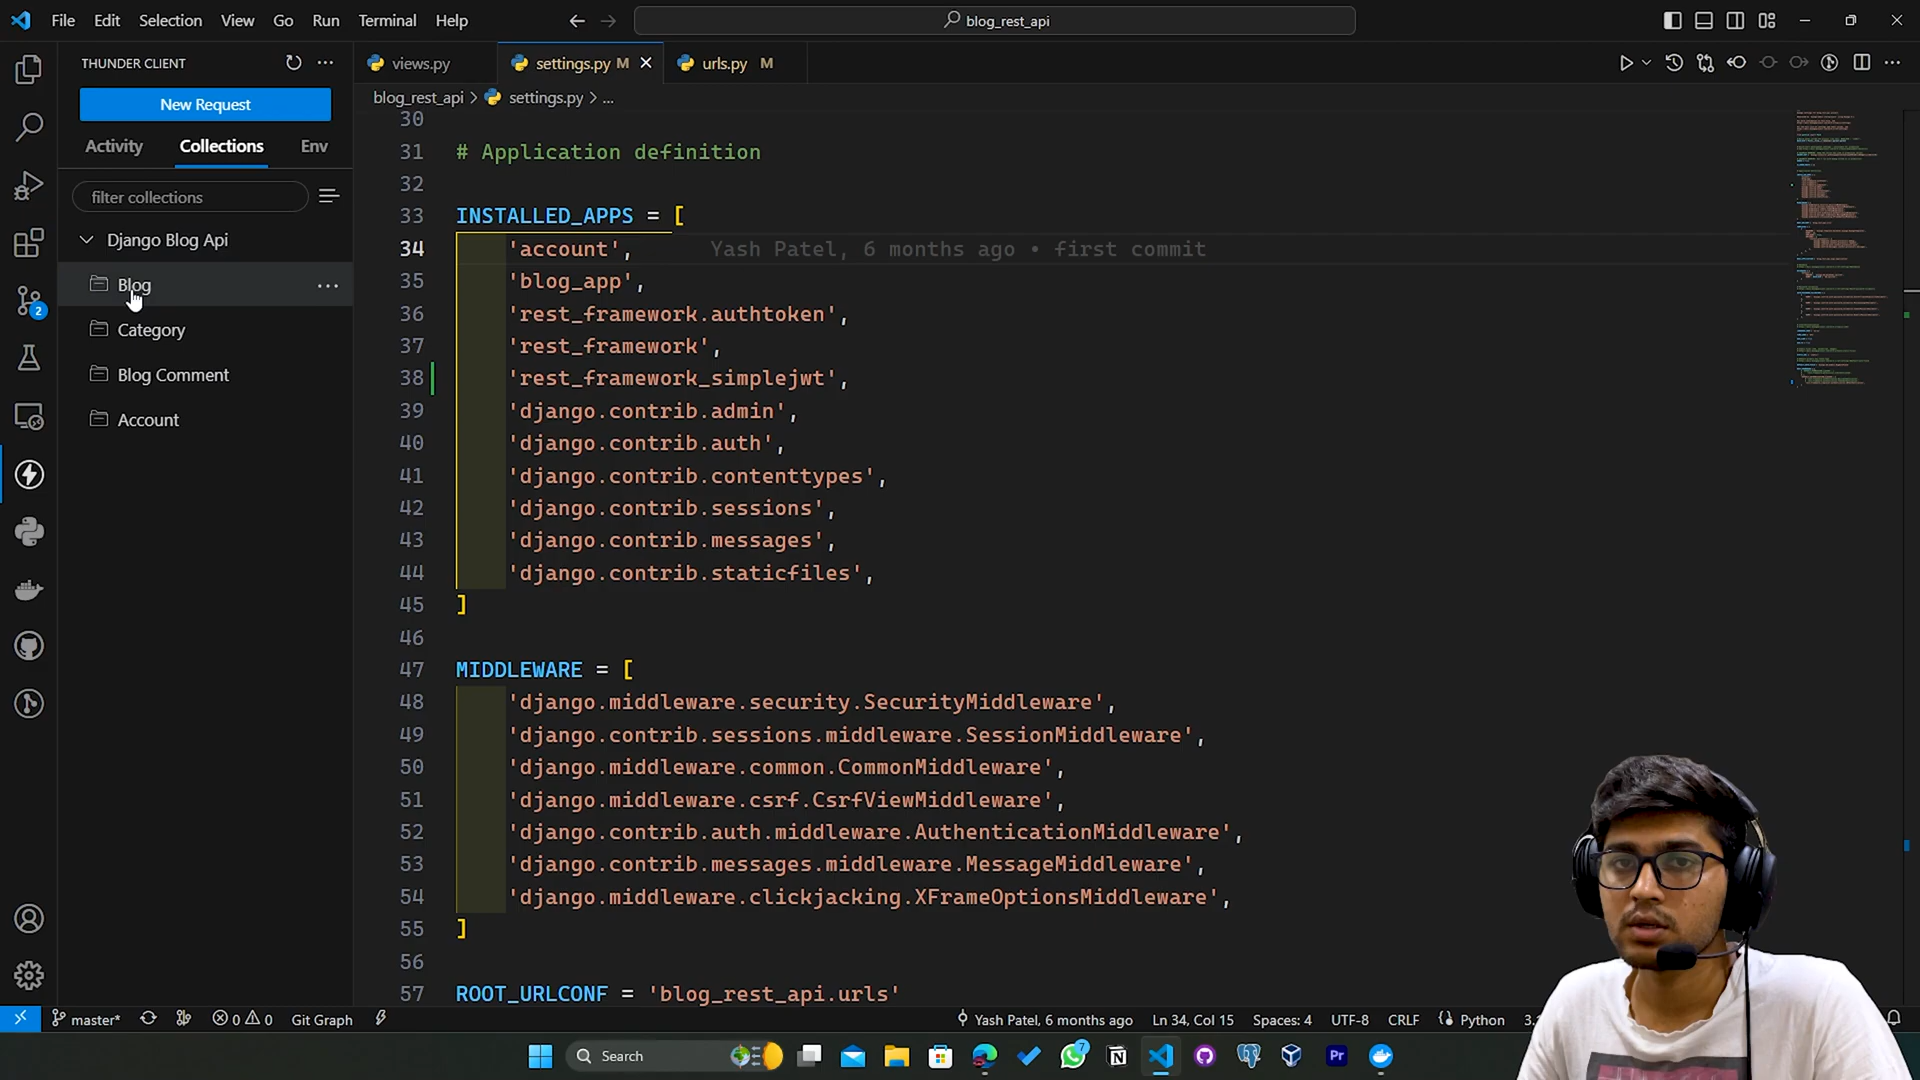 File Edit Selection View Go Run Terminal Help
blog_rest_api
THUNDER CLIENT
New Request
Activity Collections Env
filter collections
Django Blog Api
Blog
Category
Blog Comment
Account
views.py
settings.py M
urls.py M
blog_rest_api > settings.py > ...
30
31 # Application definition
32
33 INSTALLED_APPS = [
34 'account', Yash Patel, 6 months ago • first commit
35 'blog_app',
36 'rest_framework.authtoken',
37 'rest_framework',
38 'rest_framework_simplejwt',
39 'django.contrib.admin',
40 'django.contrib.auth',
41 'django.contrib.contenttypes',
42 'django.contrib.sessions',
43 'django.contrib.messages',
44 'django.contrib.staticfiles',
45 ]
46
47 MIDDLEWARE = [
48 'django.middleware.security.SecurityMiddleware',
49 'django.contrib.sessions.middleware.SessionMiddleware',
50 'django.middleware.common.CommonMiddleware',
51 'django.middleware.csrf.CsrfViewMiddleware',
52 'django.contrib.auth.middleware.AuthenticationMiddleware',
53 'django.contrib.messages.middleware.MessageMiddleware',
54 'django.middleware.clickjacking.XFrameOptionsMiddleware',
55 ]
56
57 ROOT_URLCONF = 'blog_rest_api.urls'
2
master* 0 0 Git Graph Yash Patel, 6 months ago Ln 34, Col 15 Spaces: 4 UTF-8 CRLF Python
Search
7
Pr